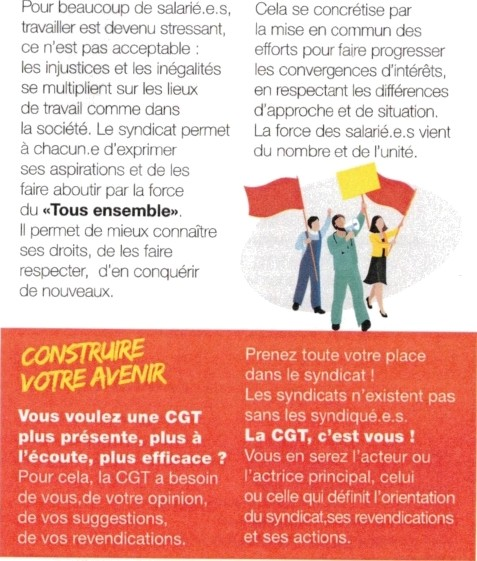 Pour beaucoup de salarié.e.s,
travailler est devenu stressant,
ce n'est pas acceptable :
les injustices et les inégalités
se multiplient sur les lieux
de travail comme dans
la société. Le syndicat permet
à chacun.e d'exprimer
ses aspirations et de les
faire aboutir par la force
du «Tous ensemble».
Il permet de mieux connaître
ses droits, de les faire
respecter, d'en conquérir
de nouveaux.
Cela se concrétise par
la mise en commun des
efforts pour faire progresser
les convergences d'intérêts,
en respectant les différences
d'approche et de situation.
La force des salarié.e.s vient
du nombre et de l'unité.
CONSTRUIRE
VOTRE AVENIR
Vous voulez une CGT
plus présente, plus à
l'écoute, plus efficace ?
Pour cela, la CGT a besoin
de vous,de votre opinion,
de vos suggestions,
de vos revendications.
Prenez toute votre place
dans le syndicat !
Les syndicats n'existent pas
sans les syndiqué.e.s.
La CGT, c'est vous !
Vous en serez l'acteur ou
l'actrice principal, celui
ou celle qui définit l'orientation
du syndicat,ses revendications
et ses actions.